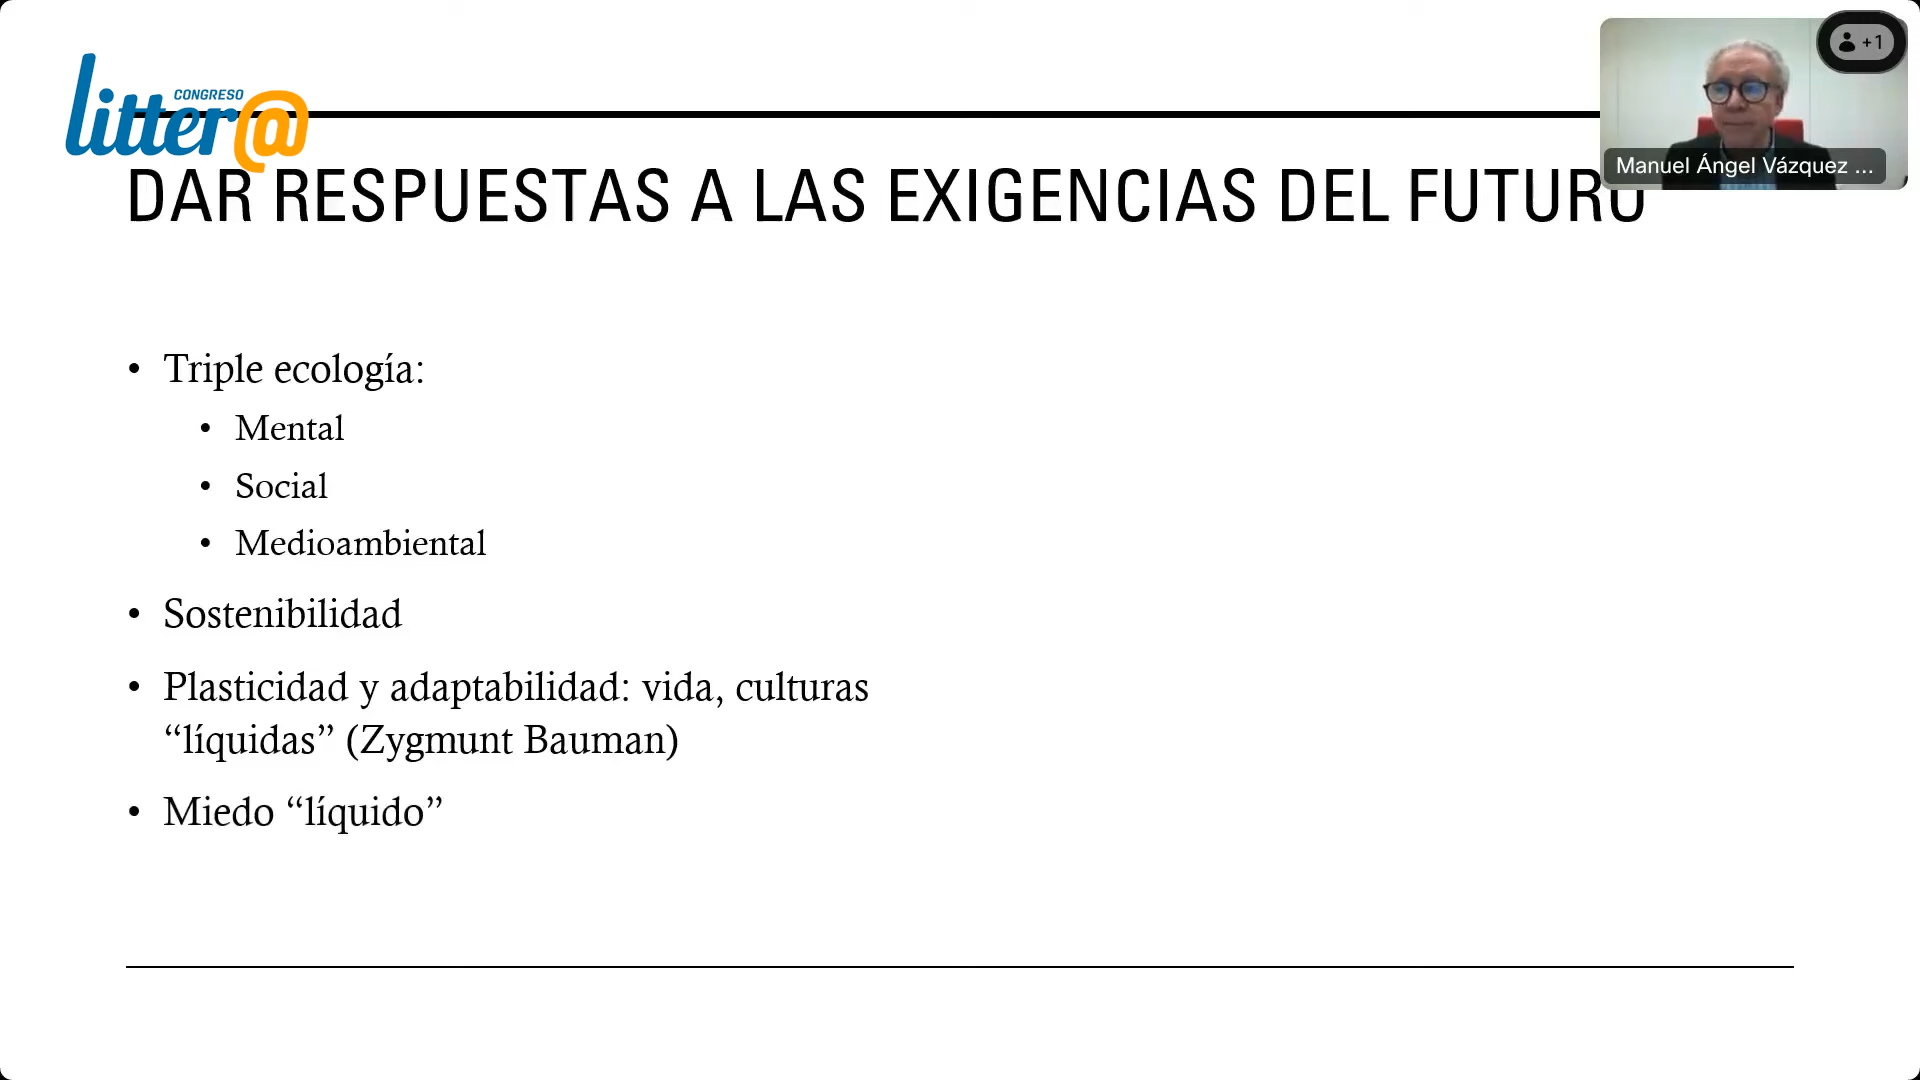 CONGRESO
litter@
+1
Manuel Ángel Vázquez ...
DAR RESPUESTAS A LAS EXIGENCIAS DEL FUTURO
• Triple ecología:
• Mental
• Social
• Medioambiental
• Sostenibilidad
• Plasticidad y adaptabilidad: vida, culturas
“líquidas” (Zygmunt Bauman)
• Miedo “líquido”